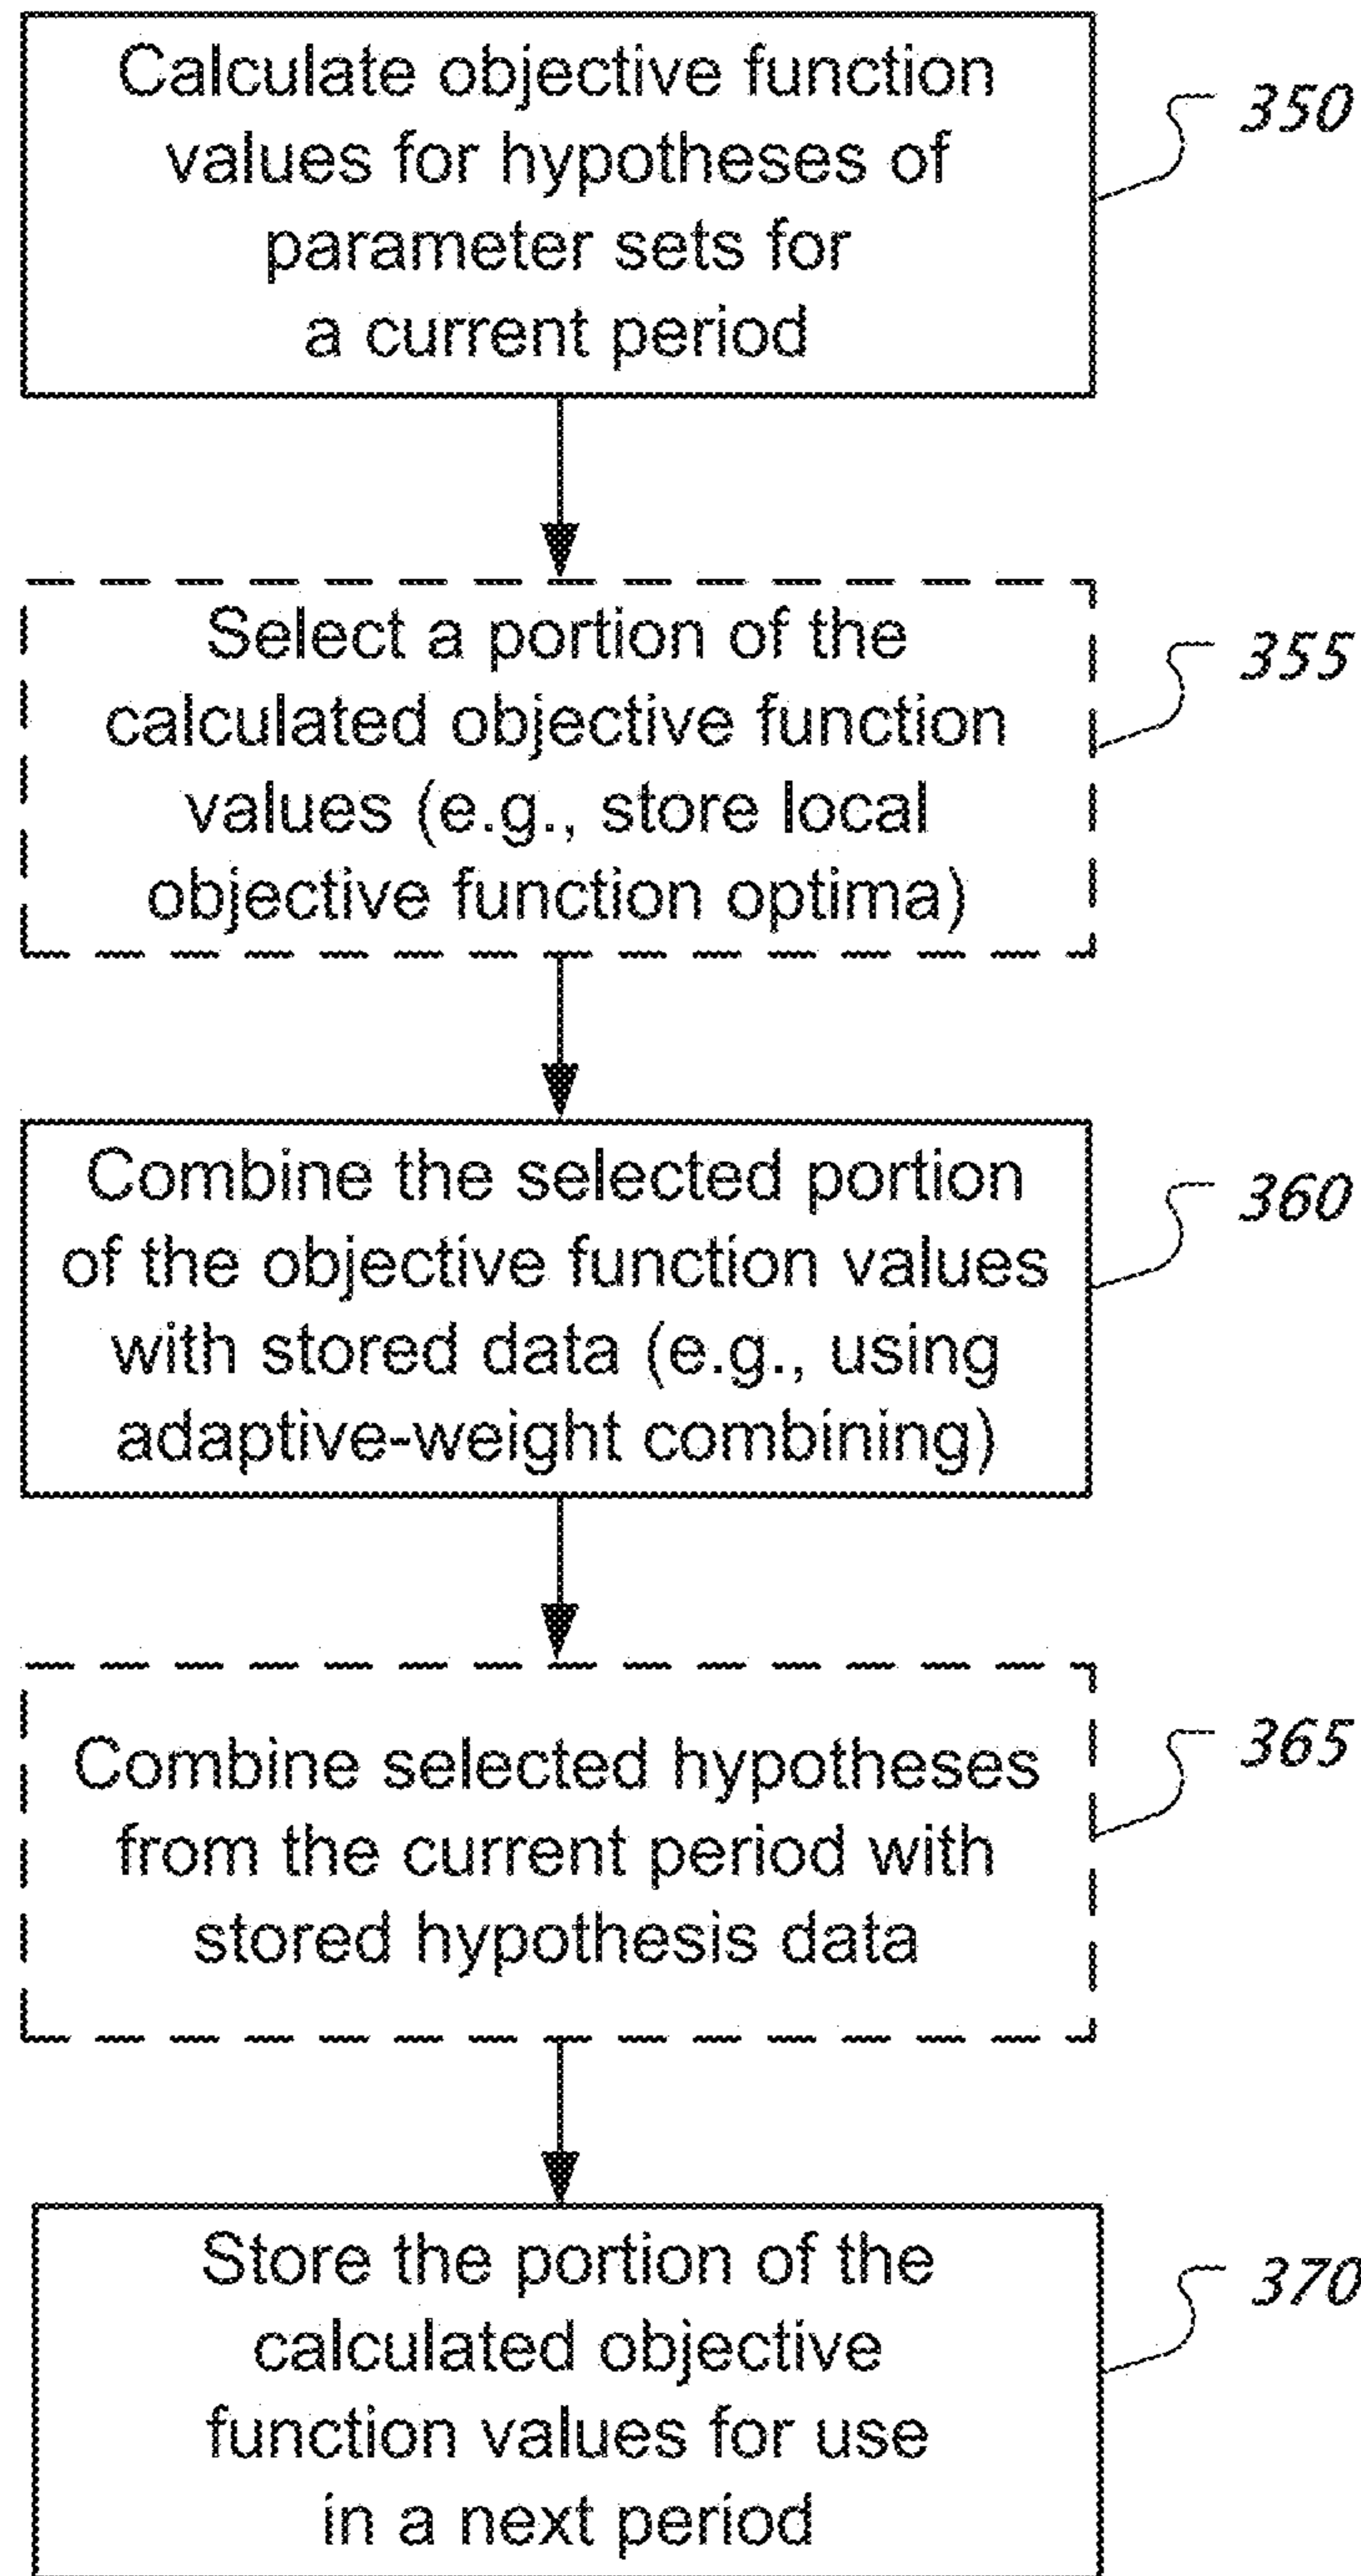 Calculate objective function
values for hypotheses of
parameter sets for
a current period
350
Select a portion of the
calculated objective function
values (e.g., store local
objective function optima)
355
Combine the selected portion
of the objective function values
with stored data (e.g., using
adaptive-weight combining)
360
Combine selected hypotheses
from the current period with
stored hypothesis data
365
Store the portion of the
calculated objective
function values for use
in a next period
370